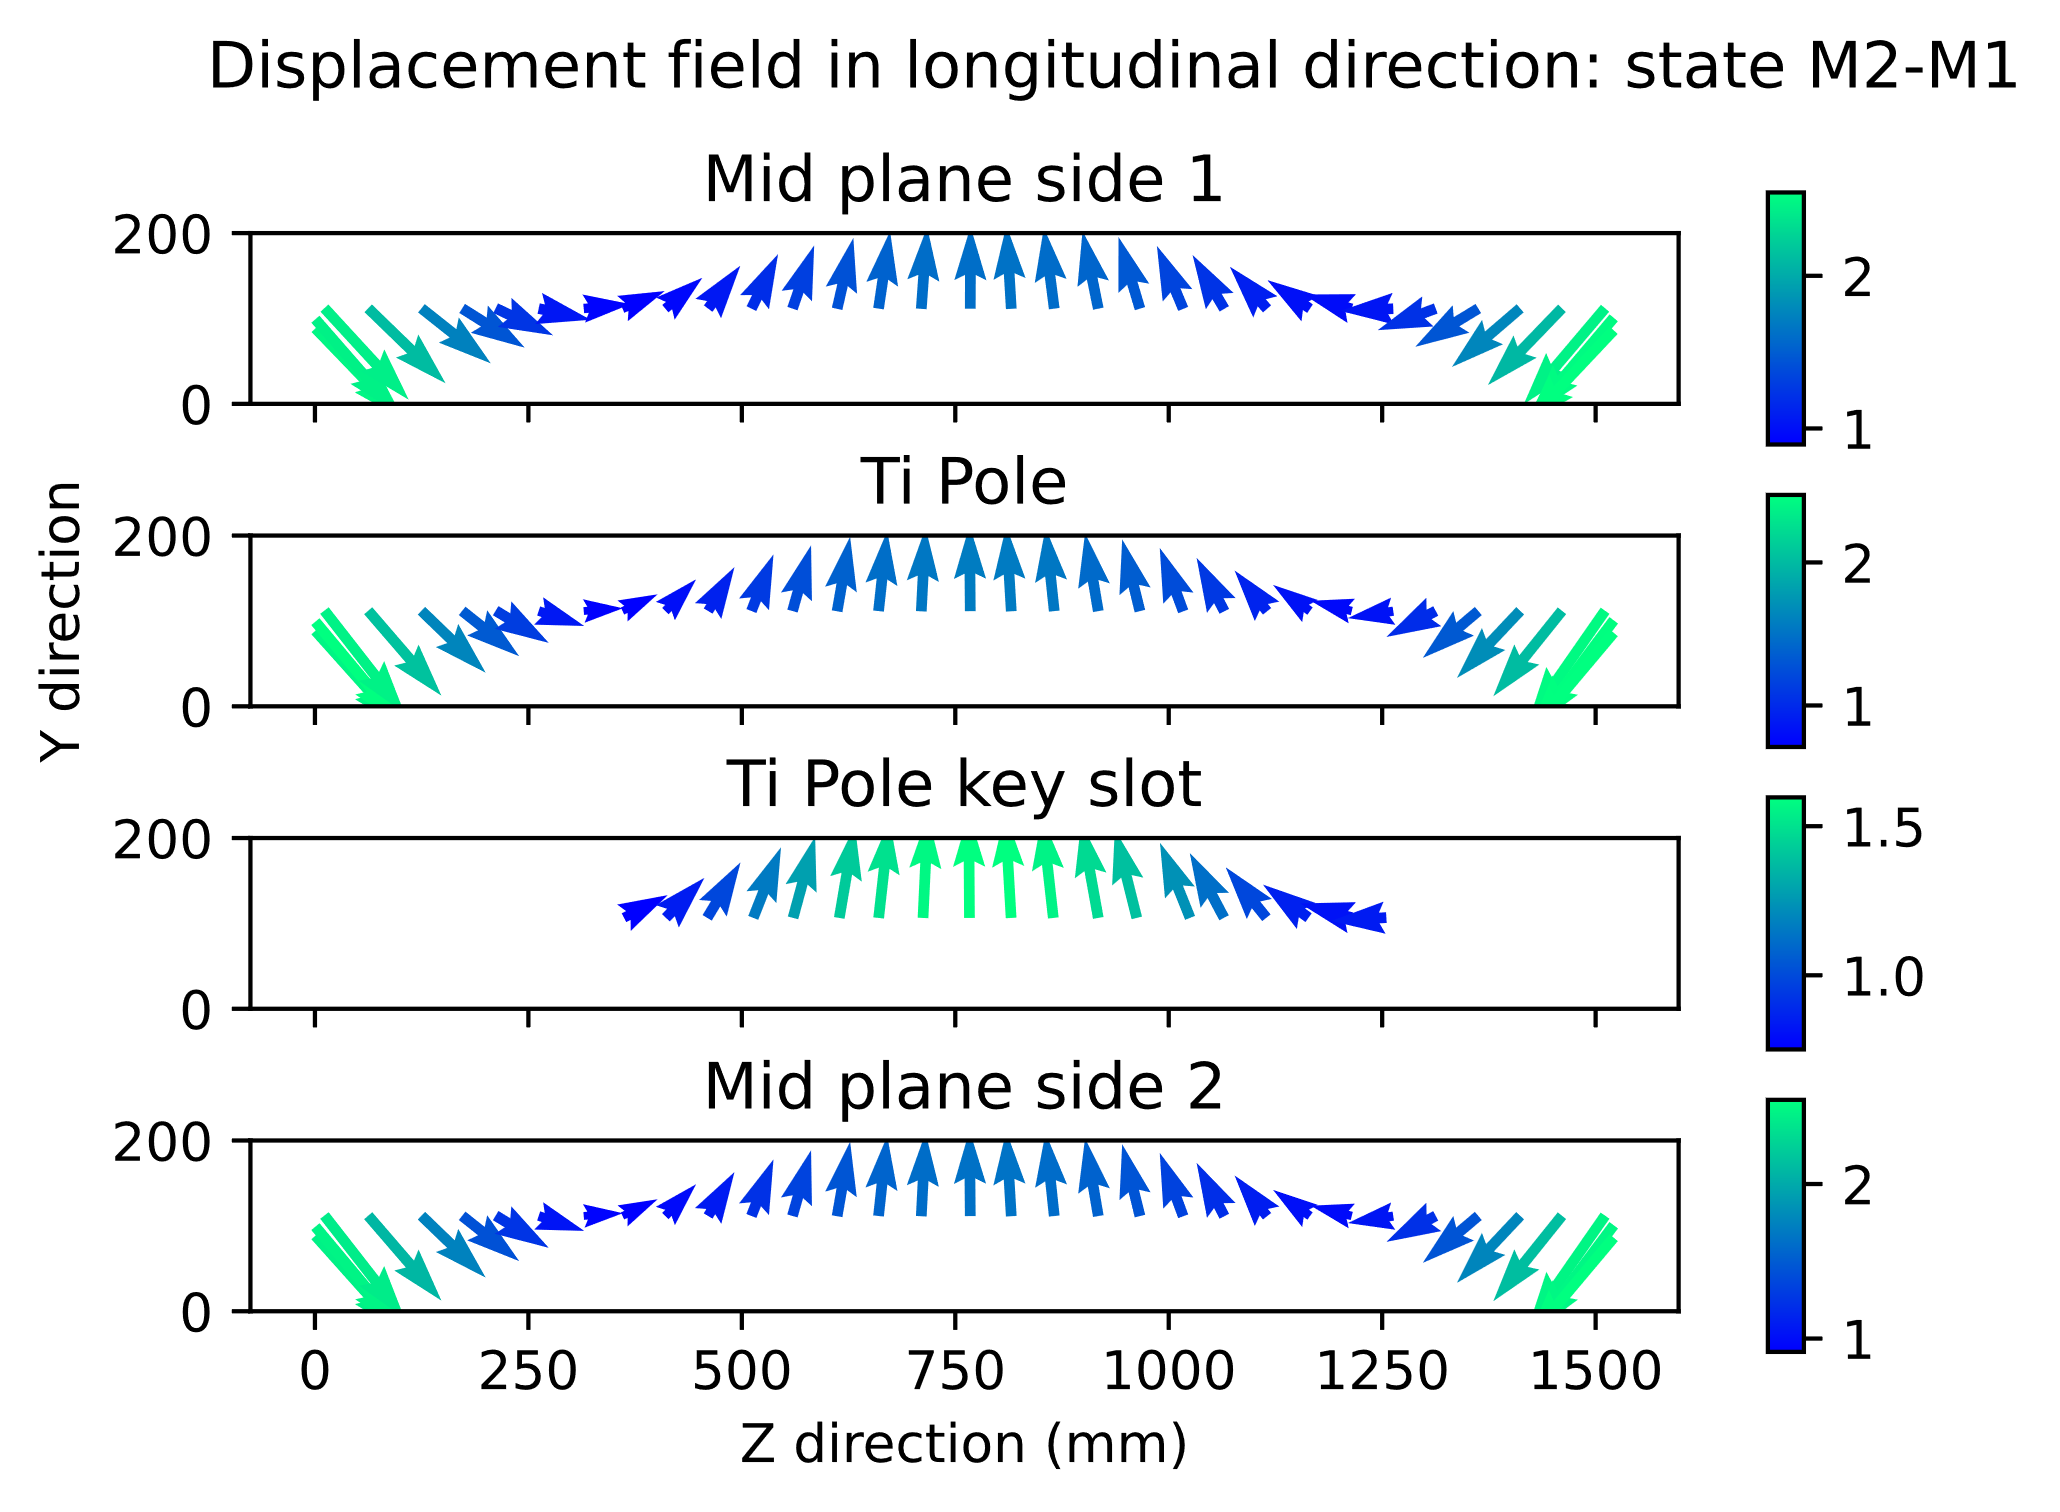 Displacement field in longitudinal direction: state M2-M1
Mid plane side 1
200
0
2
1
Ti Pole
200
0
2
1
Y direction
Ti Pole key slot
200
0
1.5
1.0
Mid plane side 2
200
0
2
1
0 250 500 750 1000 1250 1500
Z direction (mm)